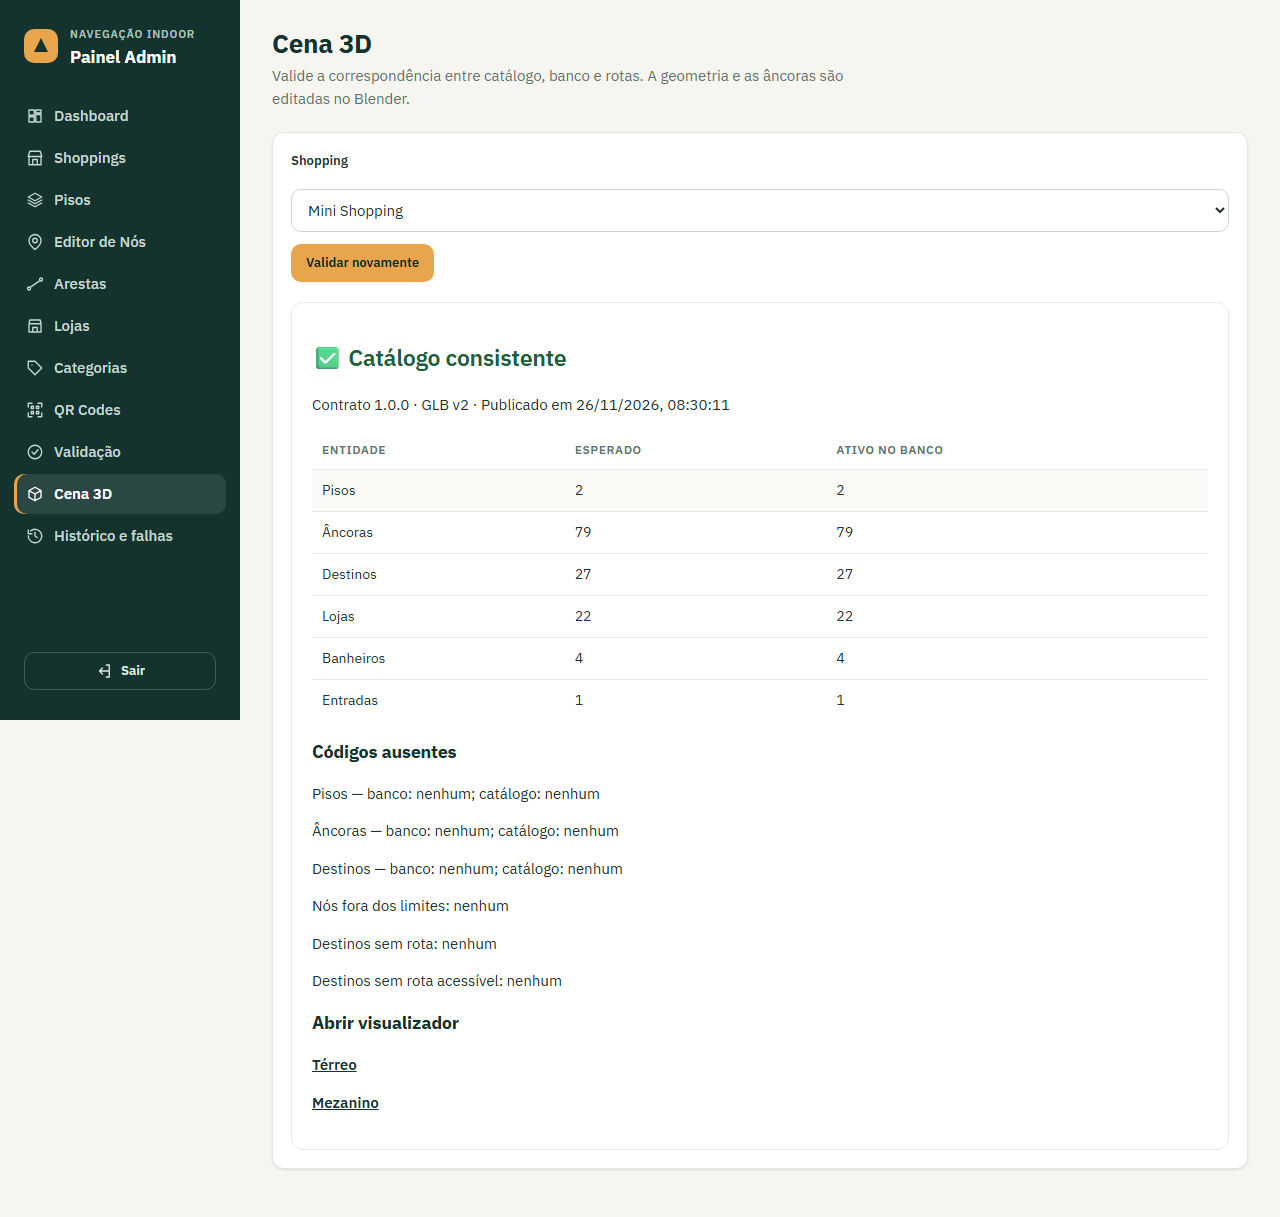 NAVEGAÇÃO INDOOR
Painel Admin
Dashboard
Shoppings
Pisos
Editor de Nós
Arestas
Lojas
Categorias
QR Codes
Validação
Cena 3D
Histórico e falhas
Sair
Cena 3D
Valide a correspondência entre catálogo, banco e rotas. A geometria e as âncoras são
editadas no Blender.
Shopping
Mini Shopping
Validar novamente
✅ Catálogo consistente
Contrato 1.0.0 · GLB v2 · Publicado em 26/11/2026, 08:30:11
ENTIDADE ESPERADO ATIVO NO BANCO
Pisos 2 2
Âncoras 79 79
Destinos 27 27
Lojas 22 22
Banheiros 4 4
Entradas 1 1
Códigos ausentes
Pisos — banco: nenhum; catálogo: nenhum
Âncoras — banco: nenhum; catálogo: nenhum
Destinos — banco: nenhum; catálogo: nenhum
Nós fora dos limites: nenhum
Destinos sem rota: nenhum
Destinos sem rota acessível: nenhum
Abrir visualizador
Térreo
Mezanino